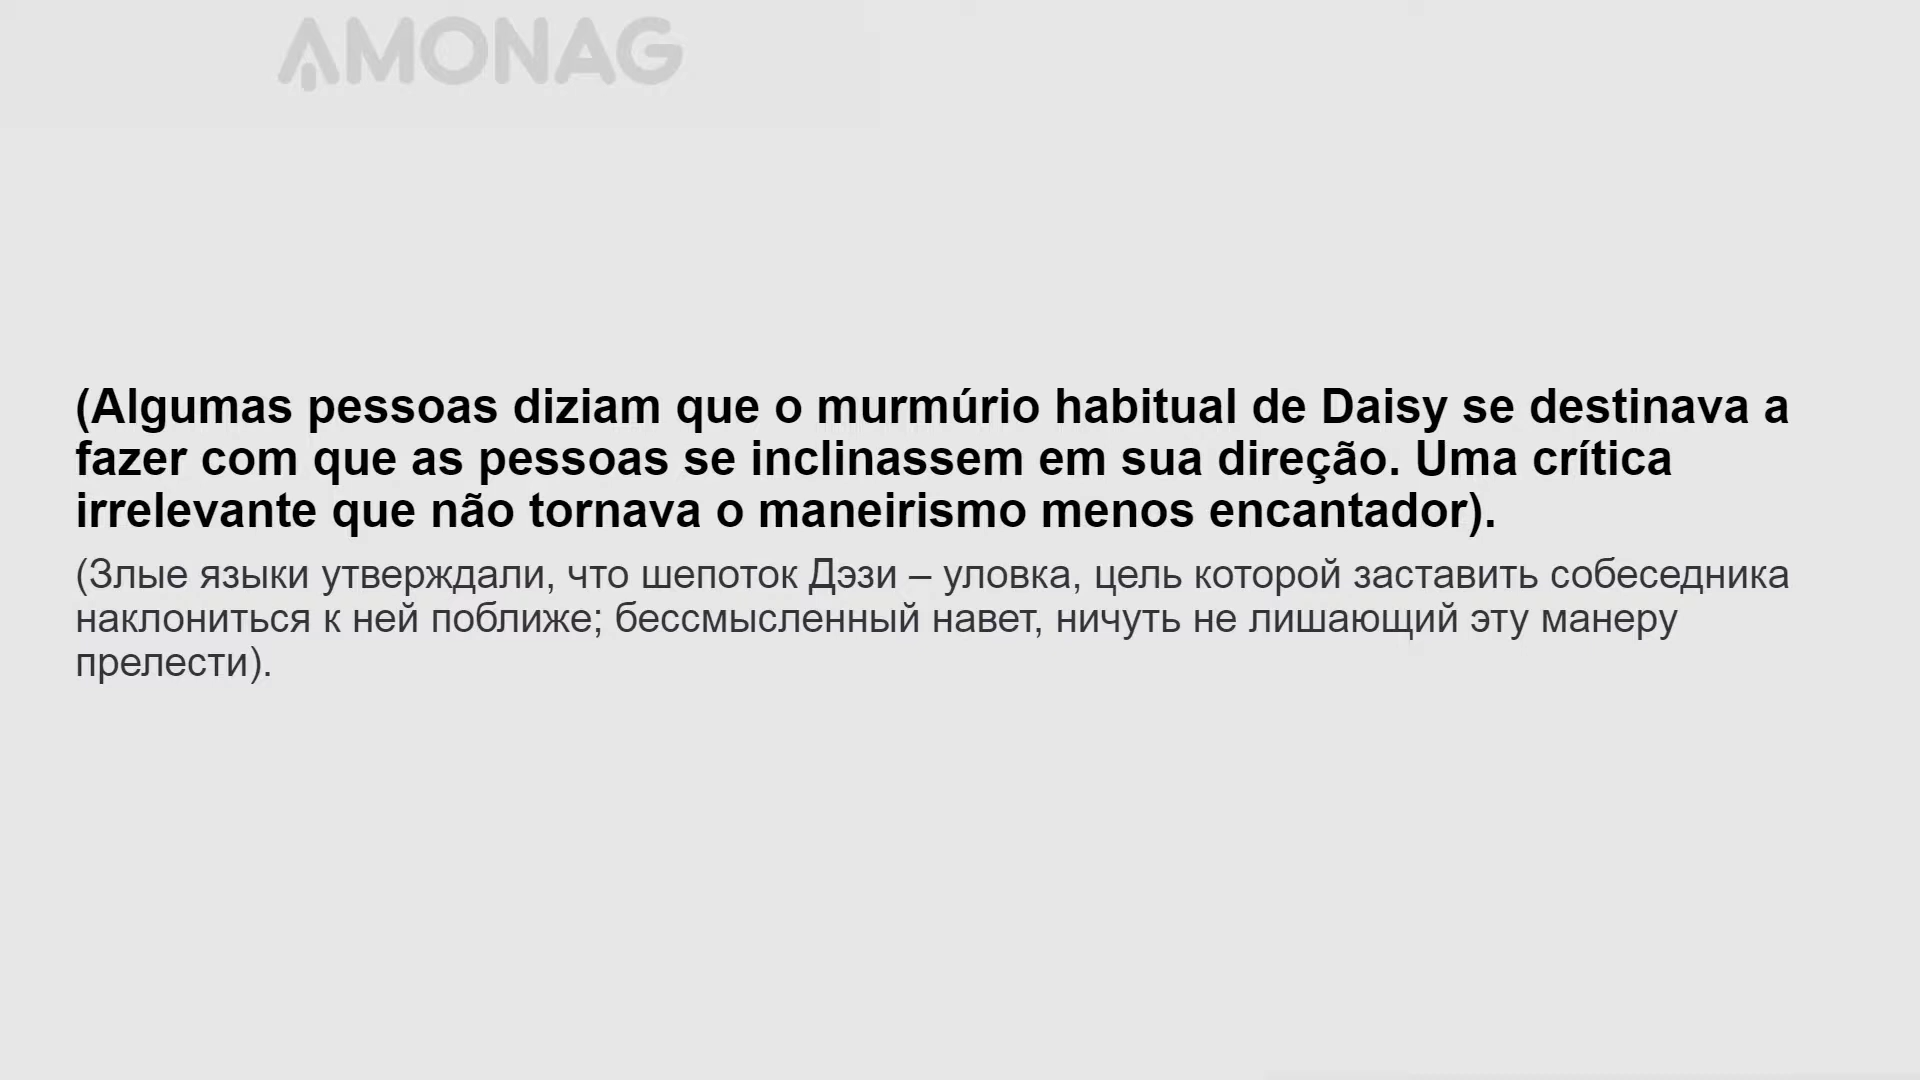 AMONAG
(Algumas pessoas diziam que o murmúrio habitual de Daisy se destinava a
fazer com que as pessoas se inclinassem em sua direção. Uma crítica
irrelevante que não tornava o maneirismo menos encantador).
(Злые языки утверждали, что шепоток Дэзи – уловка, цель которой заставить собеседника
наклониться к ней поближе; бессмысленный навет, ничуть не лишающий эту манеру
прелести).